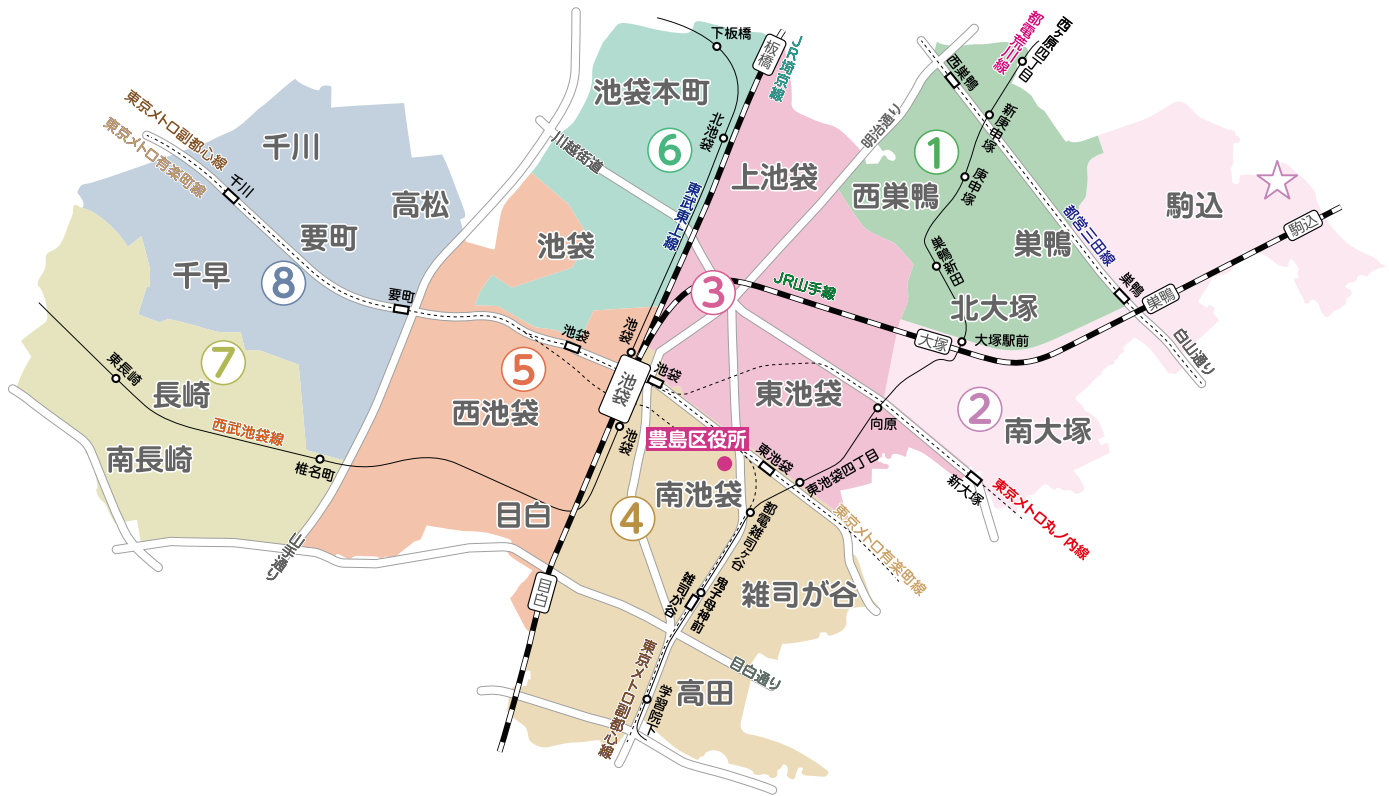 下板橋
板橋
JR埼京線
都電荒川線
西ヶ原四丁目
西巣鴨
池袋本町
北池袋
⑥
川越街道
明治通り
新庚申塚
①
東京メトロ副都心線
東京メトロ有楽町線
千川
千川
高松
上池袋
西巣鴨
庚申塚
駒込
駒込
東武東上線
都営三田線
要町
池袋
巣鴨
巣鴨新田
千早
⑧
要町
③
JR山手線
北大塚
巣鴨
巣鴨
白山通り
大塚
大塚駅前
池袋
池袋
池袋
池袋
⑦
東長崎
長崎
⑤
西池袋
東池袋
②
南大塚
向原
西武池袋線
南長崎
椎名町
池袋
豊島区役所
東池袋
東池袋四丁目
新大塚
東京メトロ丸ノ内線
南池袋
④
目白
都電雑司ヶ谷
東京メトロ有楽町線
山手通り
目白
雑司が谷
鬼子母神前
雑司が谷
目白通り
高田
学習院下
東京メトロ副都心線